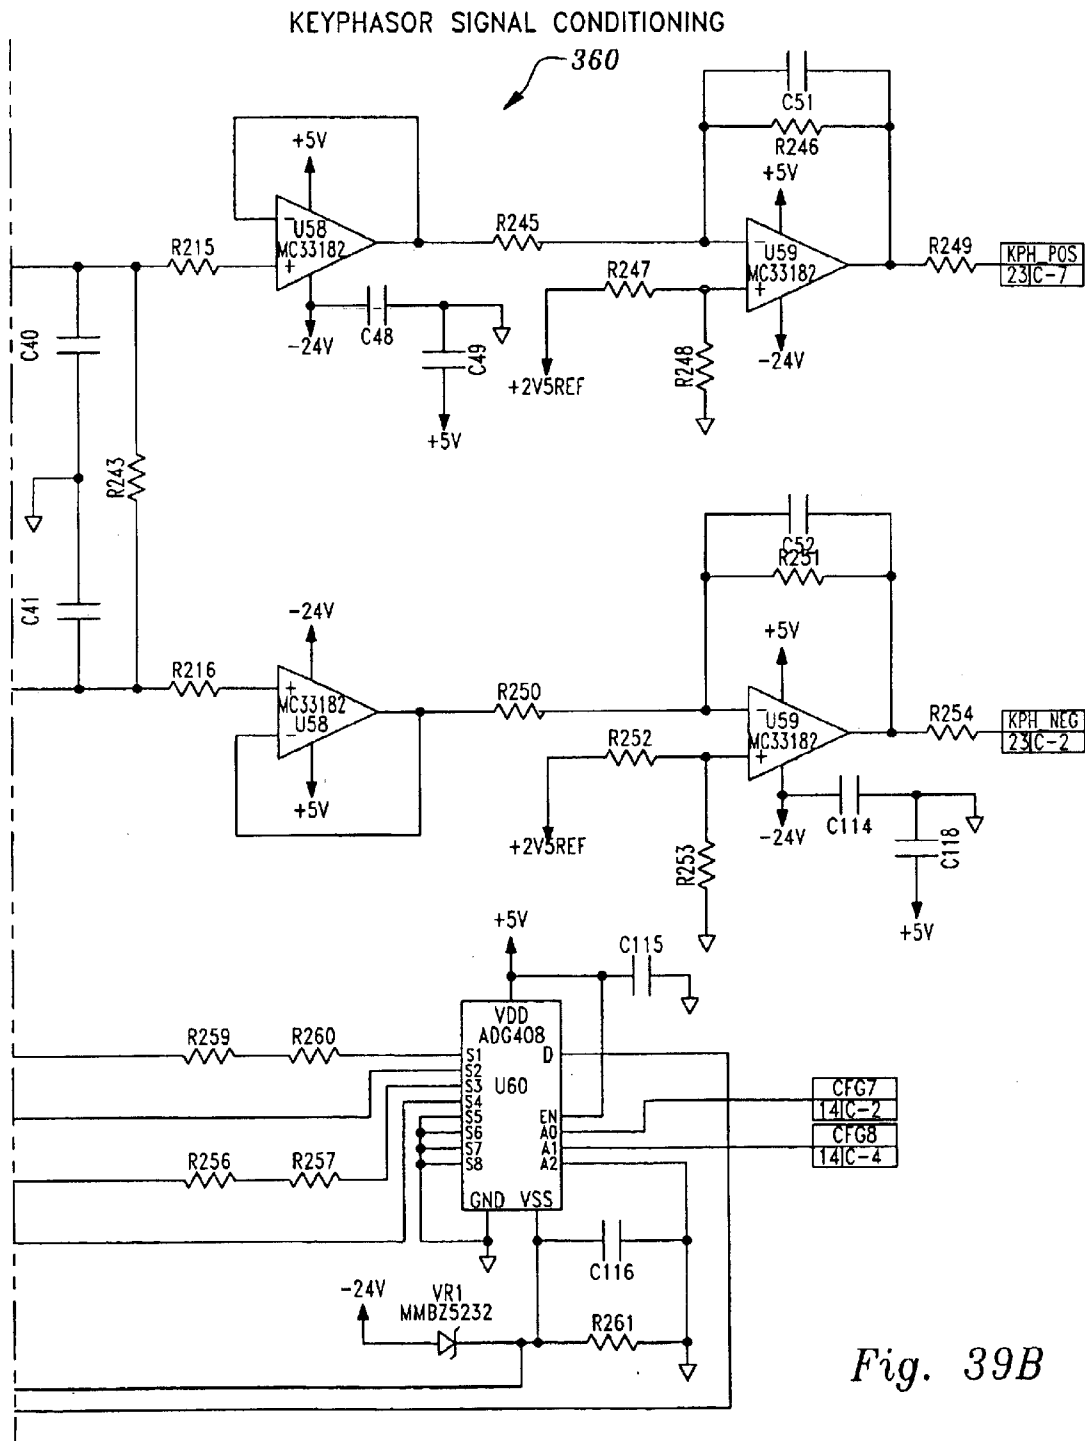 KEYPHASOR SIGNAL CONDITIONING
360
C51
R246
+5V
+5V
U58
MC33182
R215
R245
U59
MC33182
R249
KPH_POS
23|C-7
R247
C40
-24V
C48
C49
R248
-24V
+2V5REF
+5V
R243
C52
R251
C41
-24V
+5V
R216
MC33182
U58
R250
U59
MC33182
R254
KPH_NEG
23|C-2
R252
+5V
+2V5REF
-24V
C114
C118
R253
+5V
+5V
C115
VDD
ADG408
R259
R260
S1
D
S2
S3
U60
S4
S5
EN
S6
A0
S7
A1
S8
A2
CFG7
14|C-2
CFG8
14|C-4
R256
R257
GND
VSS
C116
-24V
VR1
MMBZ5232
R261
Fig. 39B